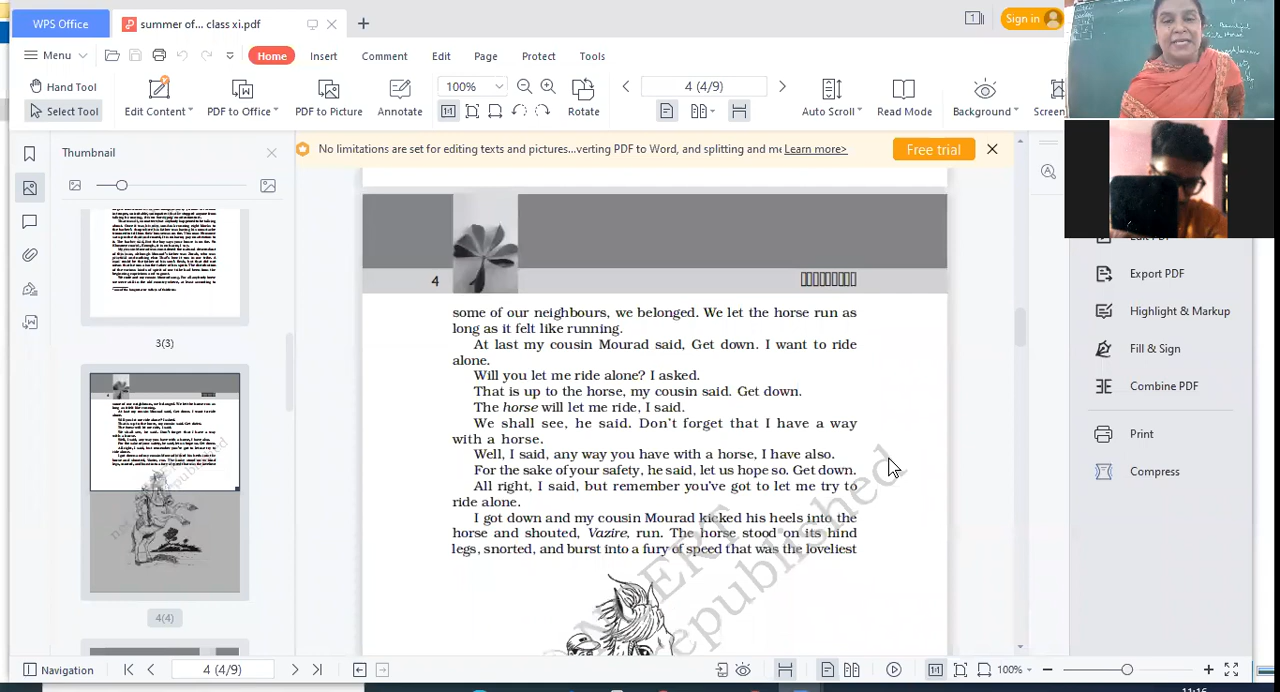 WPS Office
summer of... class xi.pdf
Sign in
Menu
Home
Insert
Comment
Edit
Page
Protect
Tools
Hand Tool
Select Tool
Edit Content
PDF to Office
PDF to Picture
Annotate
100%
4 (4/9)
Rotate
Auto Scroll
Read Mode
Background
Screen
Thumbnail
No limitations are set for editing texts and pictures...verting PDF to Word, and splitting and me Learn more>
Free trial
3(3)
4(4)
4
some of our neighbours, we belonged. We let the horse run as
long as it felt like running.
At last my cousin Mourad said, Get down. I want to ride
alone.
Will you let me ride alone? I asked.
That is up to the horse, my cousin said. Get down.
The horse will let me ride, I said.
We shall see, he said. Don't forget that I have a way
with a horse.
Well, I said, any way you have with a horse, I have also.
For the sake of your safety, he said, let us hope so. Get down.
All right, I said, but remember you've got to let me try to
ride alone.
I got down and my cousin Mourad kicked his heels into the
horse and shouted, Vazire, run. The horse stood on its hind
legs, snorted, and burst into a fury of speed that was the loveliest
Export PDF
Highlight & Markup
Fill & Sign
Combine PDF
Print
Compress
Navigation
4 (4/9)
100%
11:16